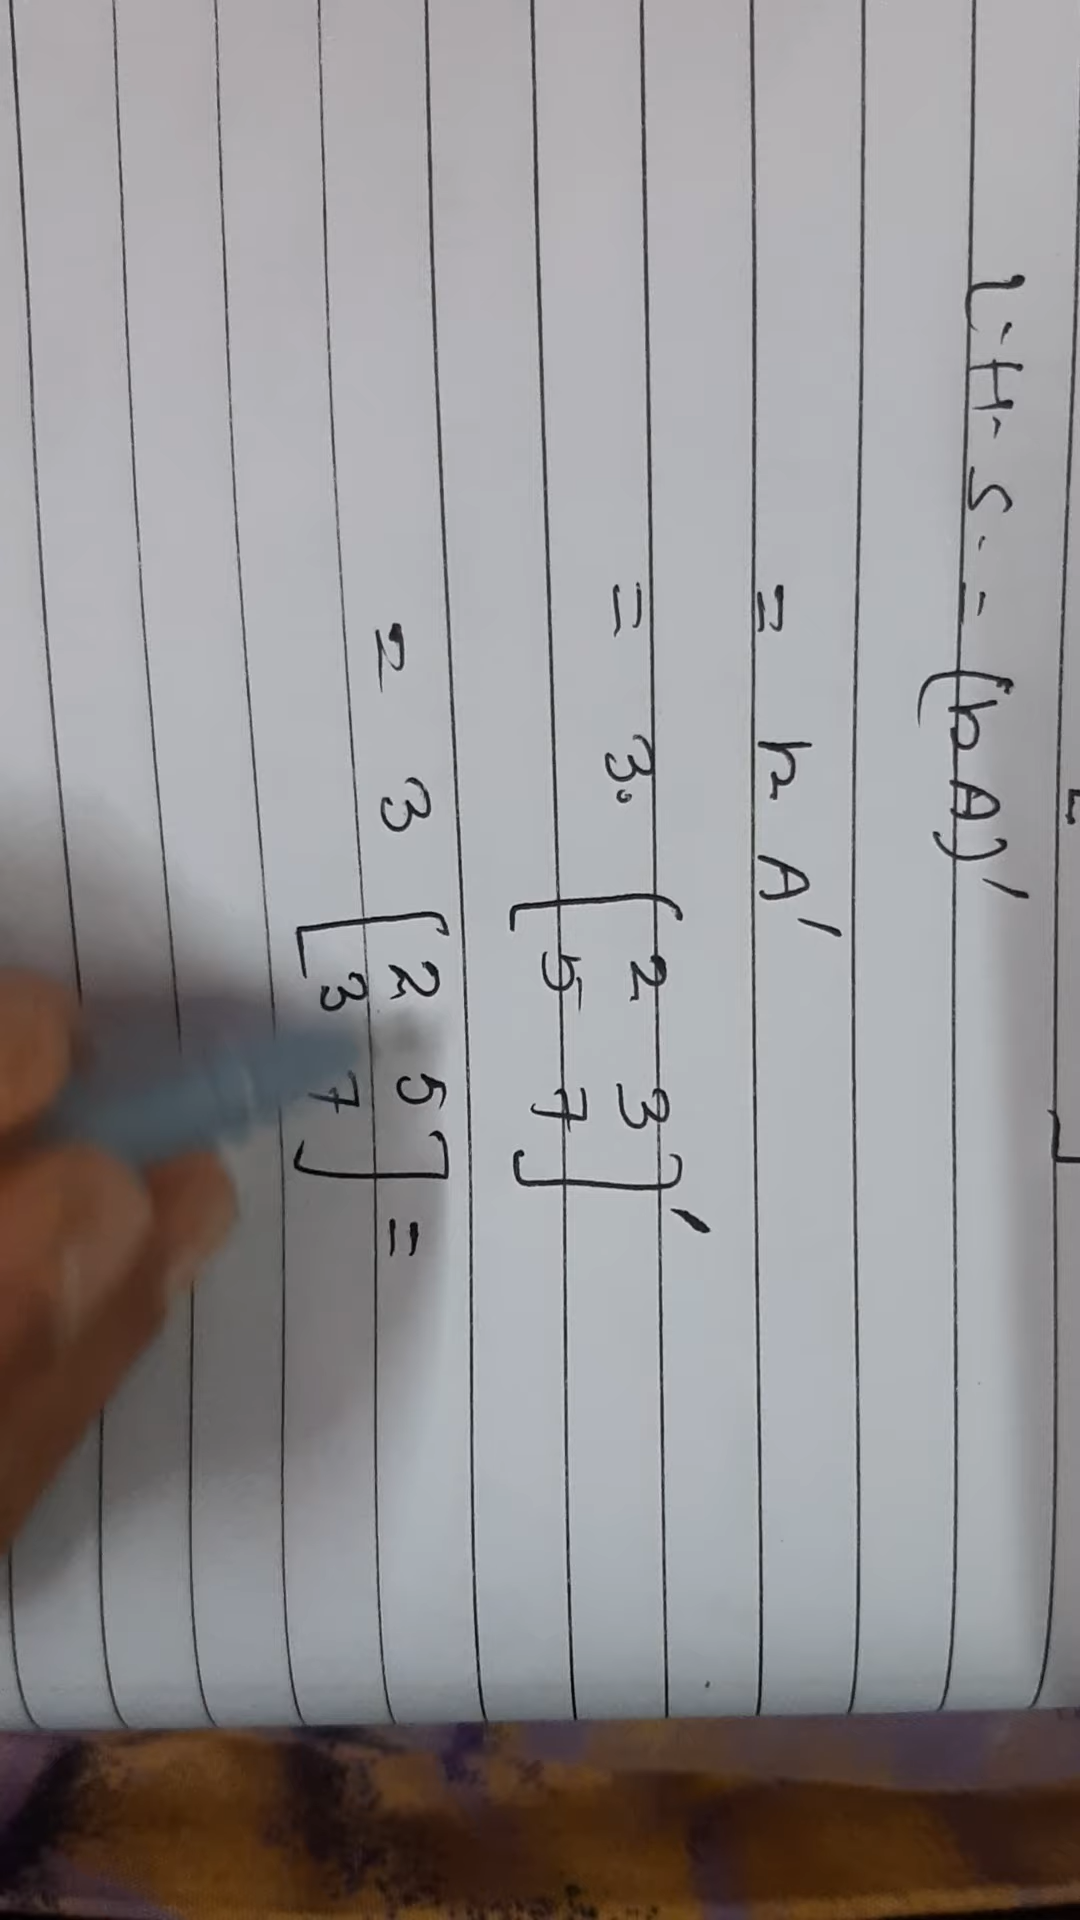 L.H.S. = (kA)'
= k A'
= 3. [2 3
5 7]'
= 3 [2 5
3 7] =